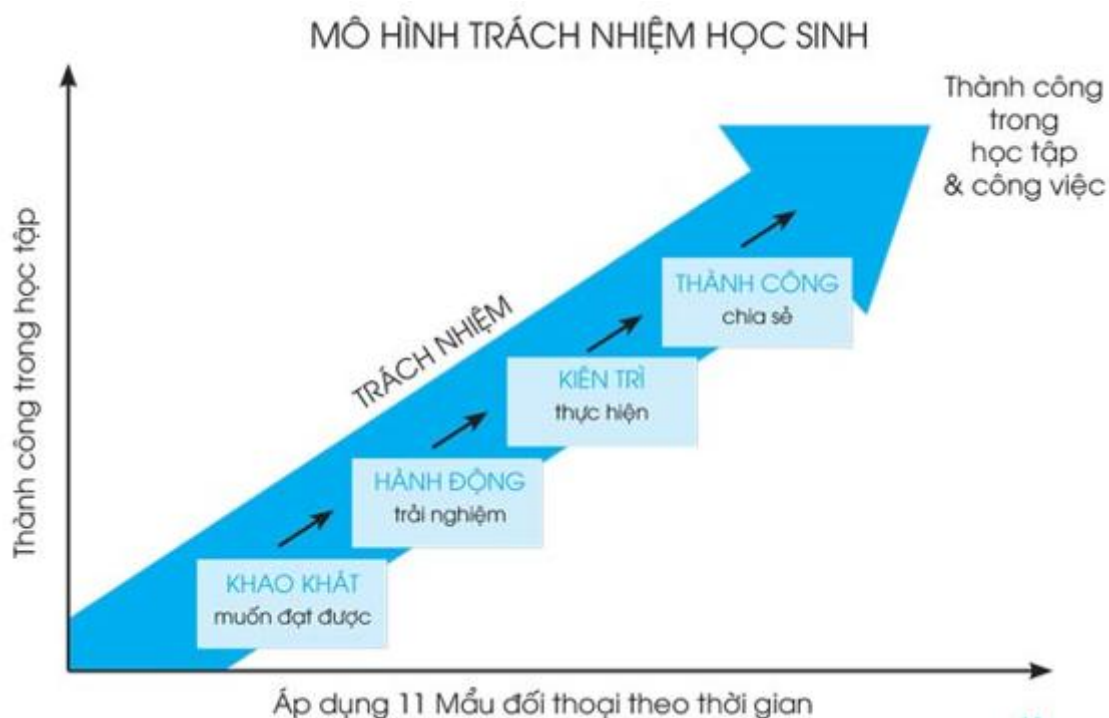 MÔ HÌNH TRÁCH NHIỆM HỌC SINH
Thành công
trong
học tập
& công việc
Thành công trong học tập
TRÁCH NHIỆM
THÀNH CÔNG
chia sẻ
KIÊN TRÌ
thực hiện
HÀNH ĐỘNG
trải nghiệm
KHAO KHÁT
muốn đạt được
Áp dụng 11 Mẫu đối thoại theo thời gian